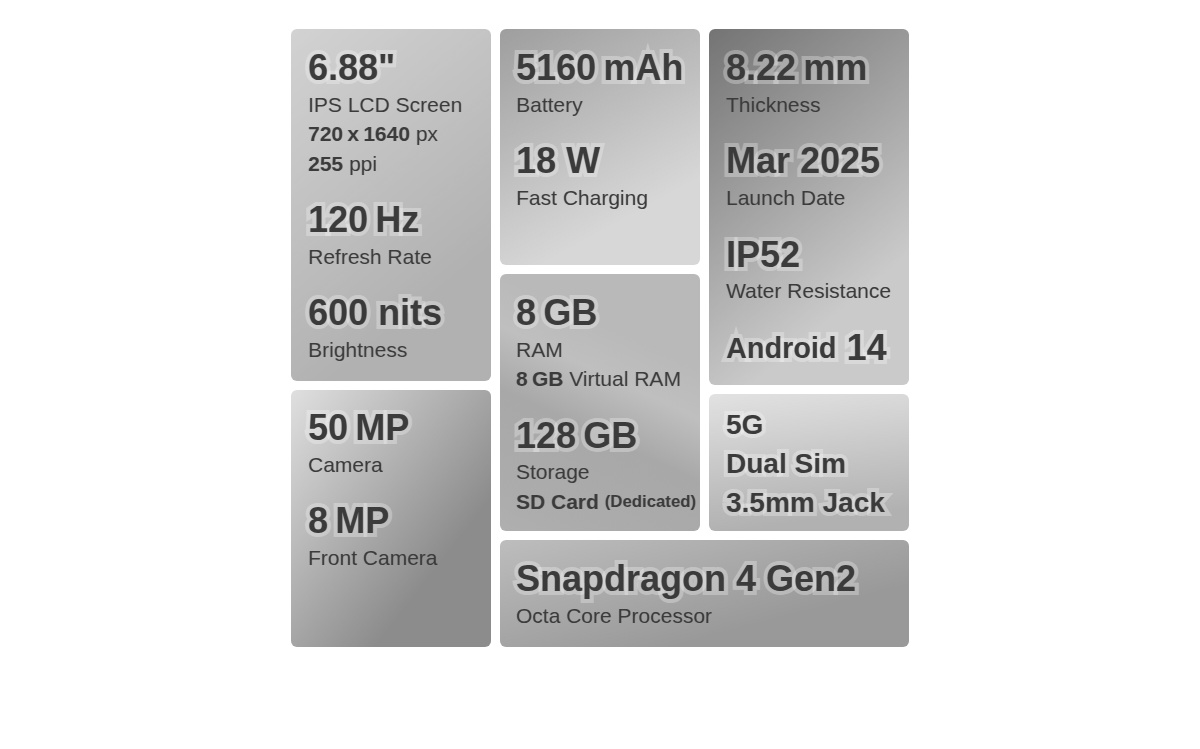 6.88"
IPS LCD Screen
720 x 1640 px
255 ppi
120 Hz
Refresh Rate
600 nits
Brightness
50 MP
Camera
8 MP
Front Camera
5160 mAh
Battery
18 W
Fast Charging
8 GB
RAM
8 GB Virtual RAM
128 GB
Storage
SD Card (Dedicated)
8.22 mm
Thickness
Mar 2025
Launch Date
IP52
Water Resistance
Android 14
5G
Dual Sim
3.5mm Jack
Snapdragon 4 Gen2
Octa Core Processor